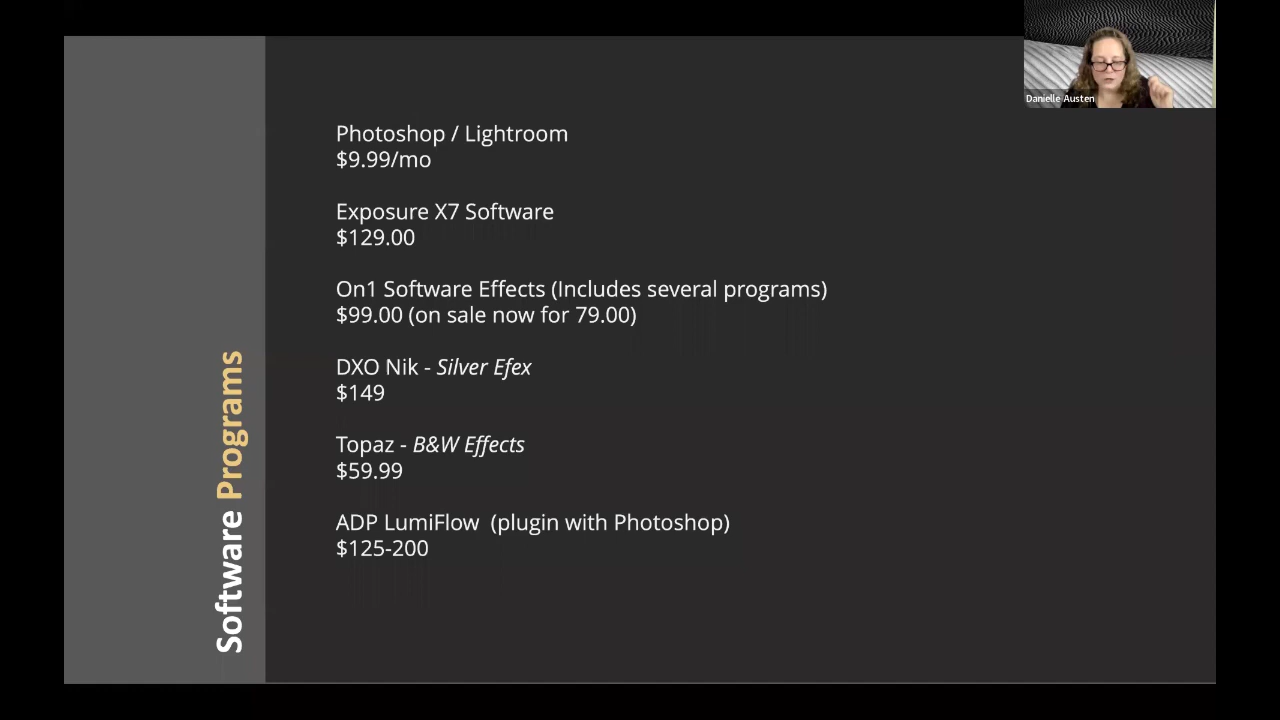 Danielle Austen
Photoshop / Lightroom
$9.99/mo
Exposure X7 Software
$129.00
On1 Software Effects (Includes several programs)
$99.00 (on sale now for 79.00)
DXO Nik - Silver Efex
$149
Topaz - B&W Effects
$59.99
ADP LumiFlow  (plugin with Photoshop)
$125-200
Software Programs